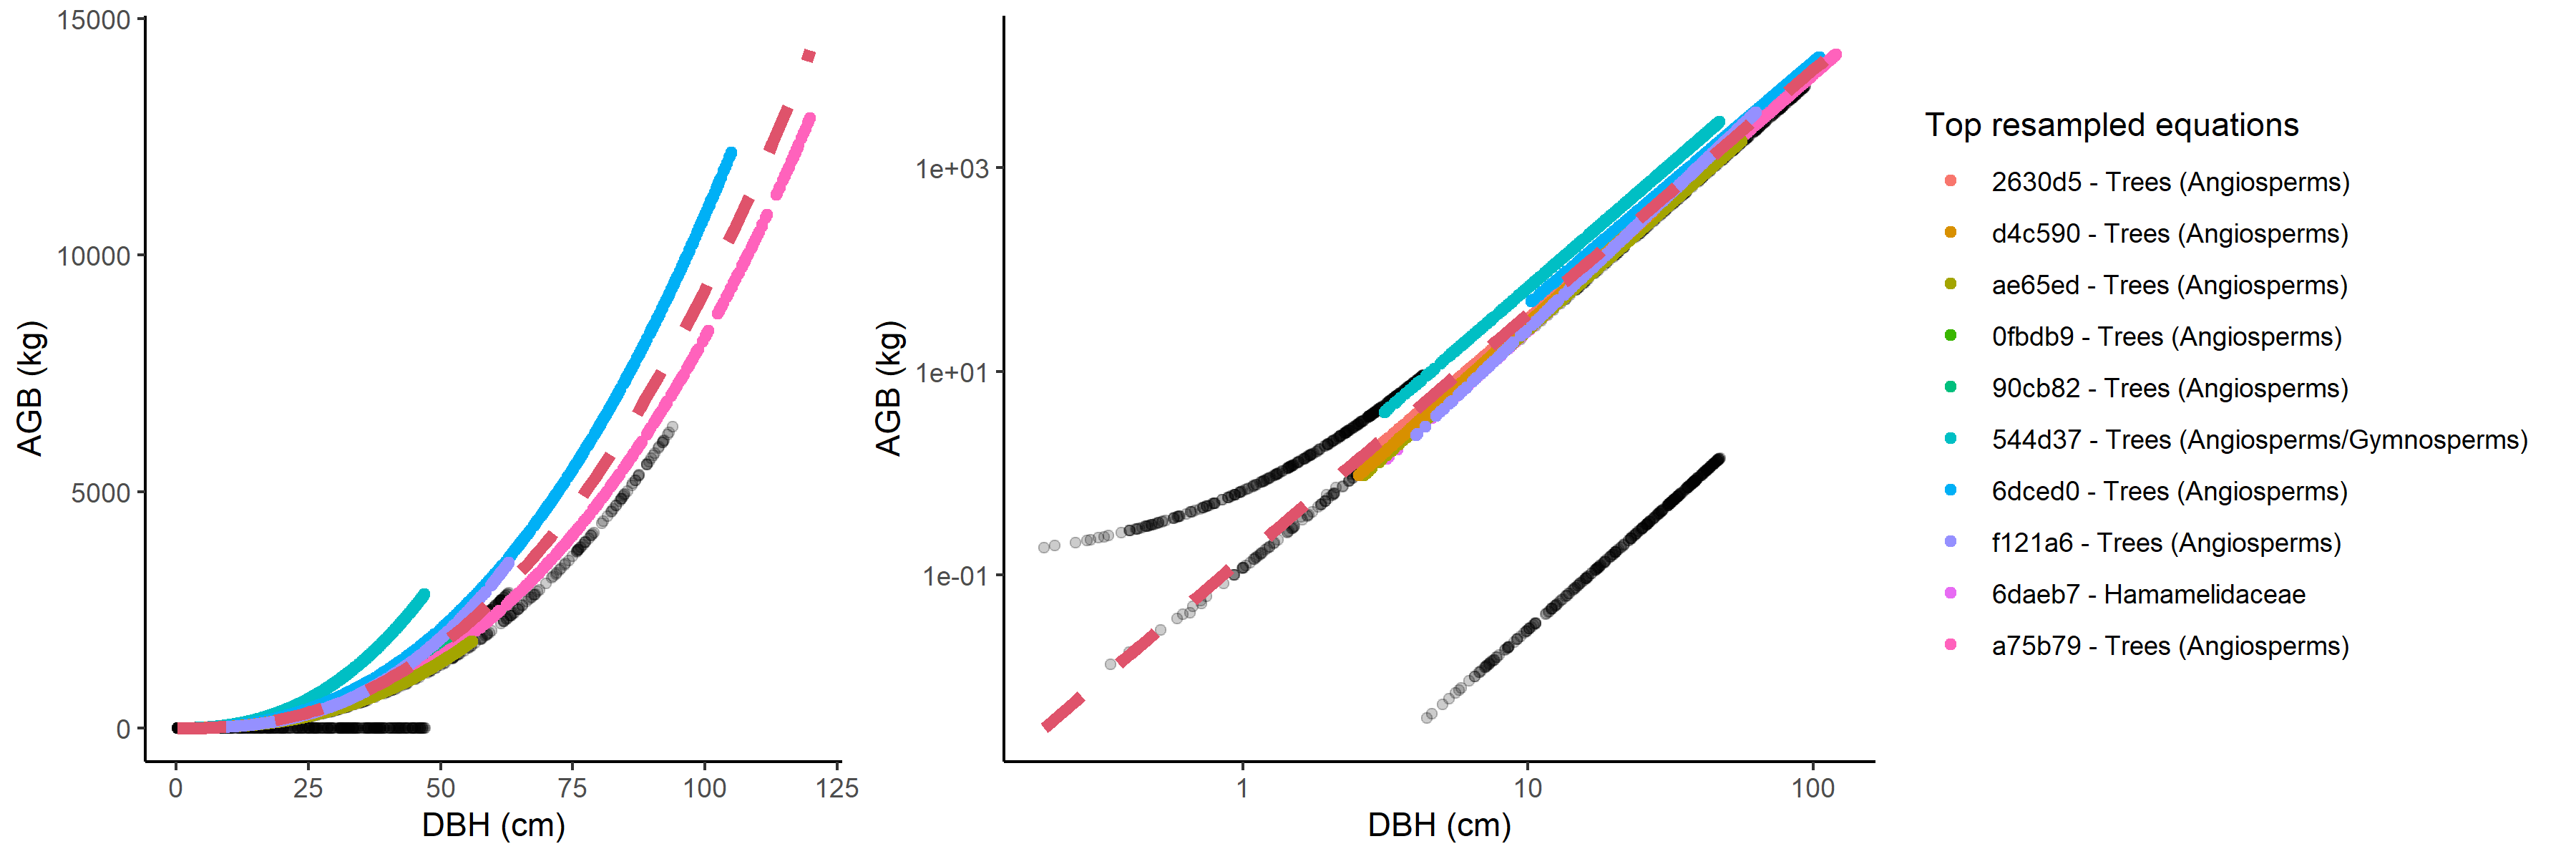 15000
10000
5000
0
AGB (kg)
0
25
50
75
100
125
DBH (cm)
1e+03
1e+01
1e-01
AGB (kg)
1
10
100
DBH (cm)
Top resampled equations
2630d5 - Trees (Angiosperms)
d4c590 - Trees (Angiosperms)
ae65ed - Trees (Angiosperms)
0fbdb9 - Trees (Angiosperms)
90cb82 - Trees (Angiosperms)
544d37 - Trees (Angiosperms/Gymnosperms)
6dced0 - Trees (Angiosperms)
f121a6 - Trees (Angiosperms)
6daeb7 - Hamamelidaceae
a75b79 - Trees (Angiosperms)